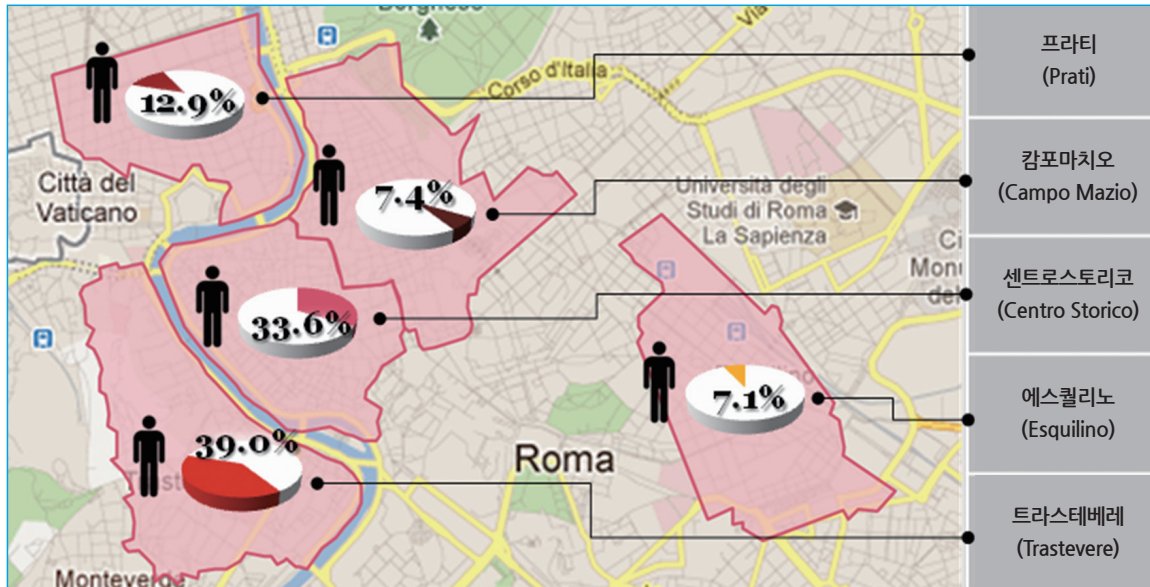 Borghese
Via
Corso d'Italia
12.9%
프라티
(Prati)
Città del
Vaticano
7.4%
Università degli
Studi di Roma
La Sapienza
캄포마치오
(Campo Mazio)
33.6%
센트로스토리코
(Centro Storico)
7.1%
에스퀼리노
(Esquilino)
39.0%
Roma
트라스테베레
(Trastevere)
Monteverde